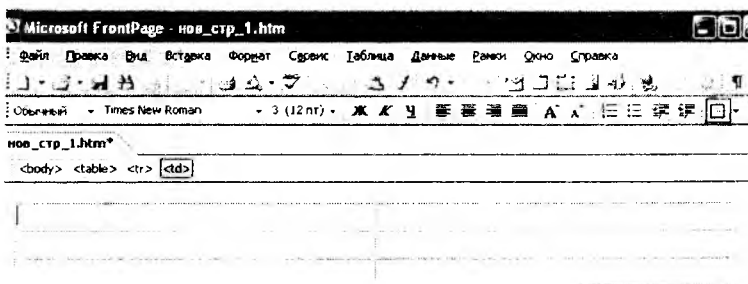 Microsoft FrontPage - нов_стр_1.htm
Файл Правка Вид Вставка Формат Сервис Таблица Данные Рамки Окно Справка
Обычный Times New Roman 3 (12 пт) Ж К Ч A A
нов_стр_1.htm*
<body> <table> <tr> <td>